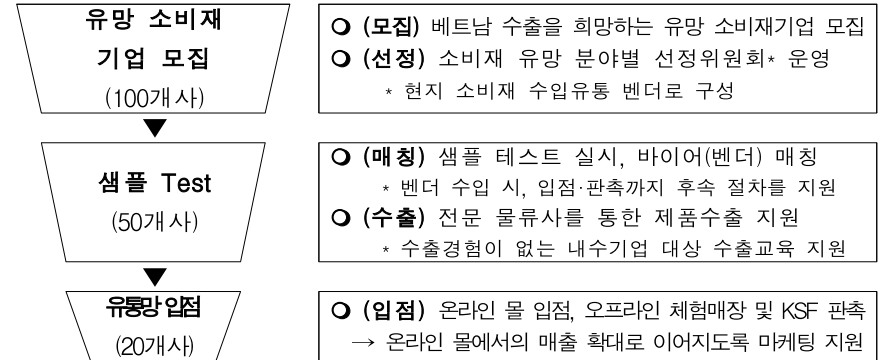 유망 소비재
기업 모집
(100개사)
❍ (모집) 베트남 수출을 희망하는 유망 소비재기업 모집
❍ (선정) 소비재 유망 분야별 선정위원회* 운영
* 현지 소비재 수입유통 벤더로 구성
▼
샘플 Test
(50개사)
❍ (매칭) 샘플 테스트 실시, 바이어(벤더) 매칭
* 벤더 수입 시, 입점·판촉까지 후속 절차를 지원
❍ (수출) 전문 물류사를 통한 제품수출 지원
* 수출경험이 없는 내수기업 대상 수출교육 지원
▼
유통망 입점
(20개사)
❍ (입점) 온라인 몰 입점, 오프라인 체험매장 및 KSF 판촉
→ 온라인 몰에서의 매출 확대로 이어지도록 마케팅 지원